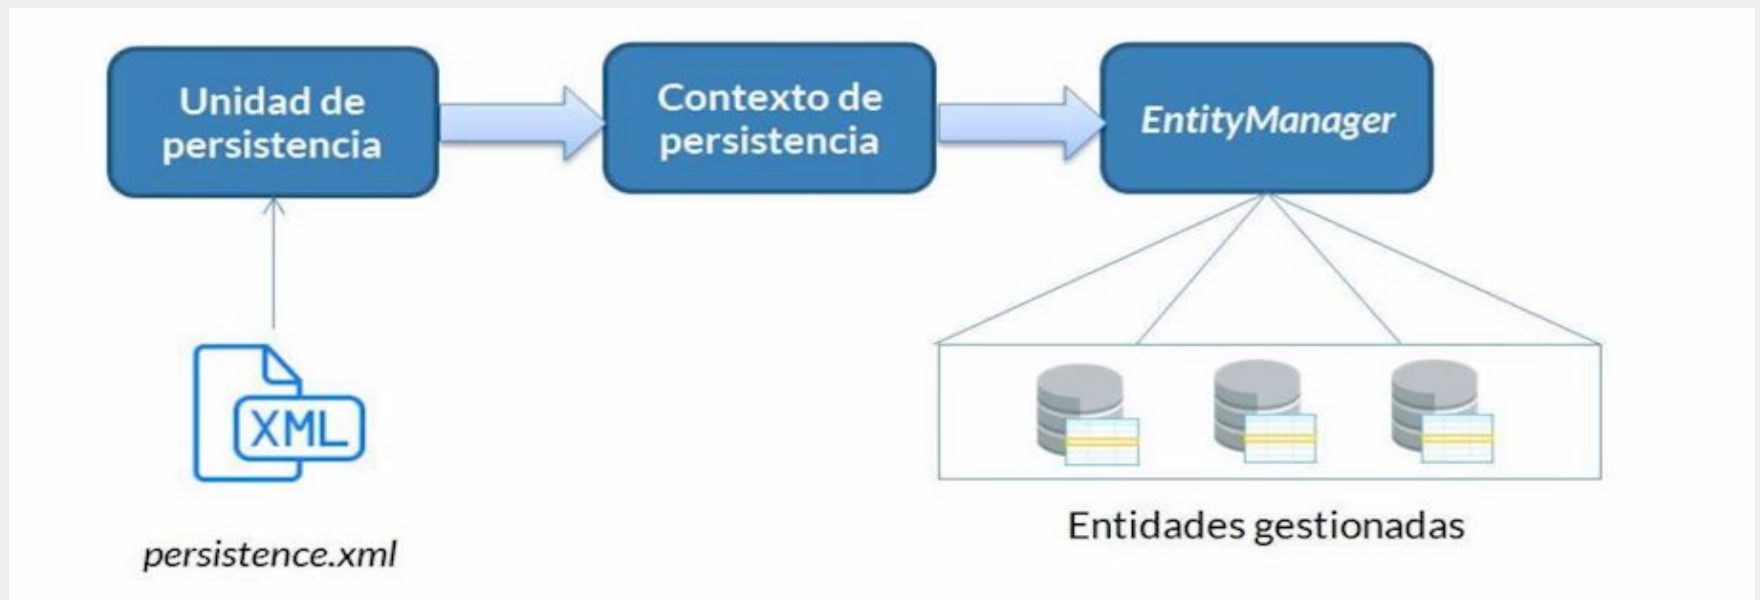 Unidad de
persistencia
Contexto de
persistencia
EntityManager
XML
persistence.xml
Entidades gestionadas